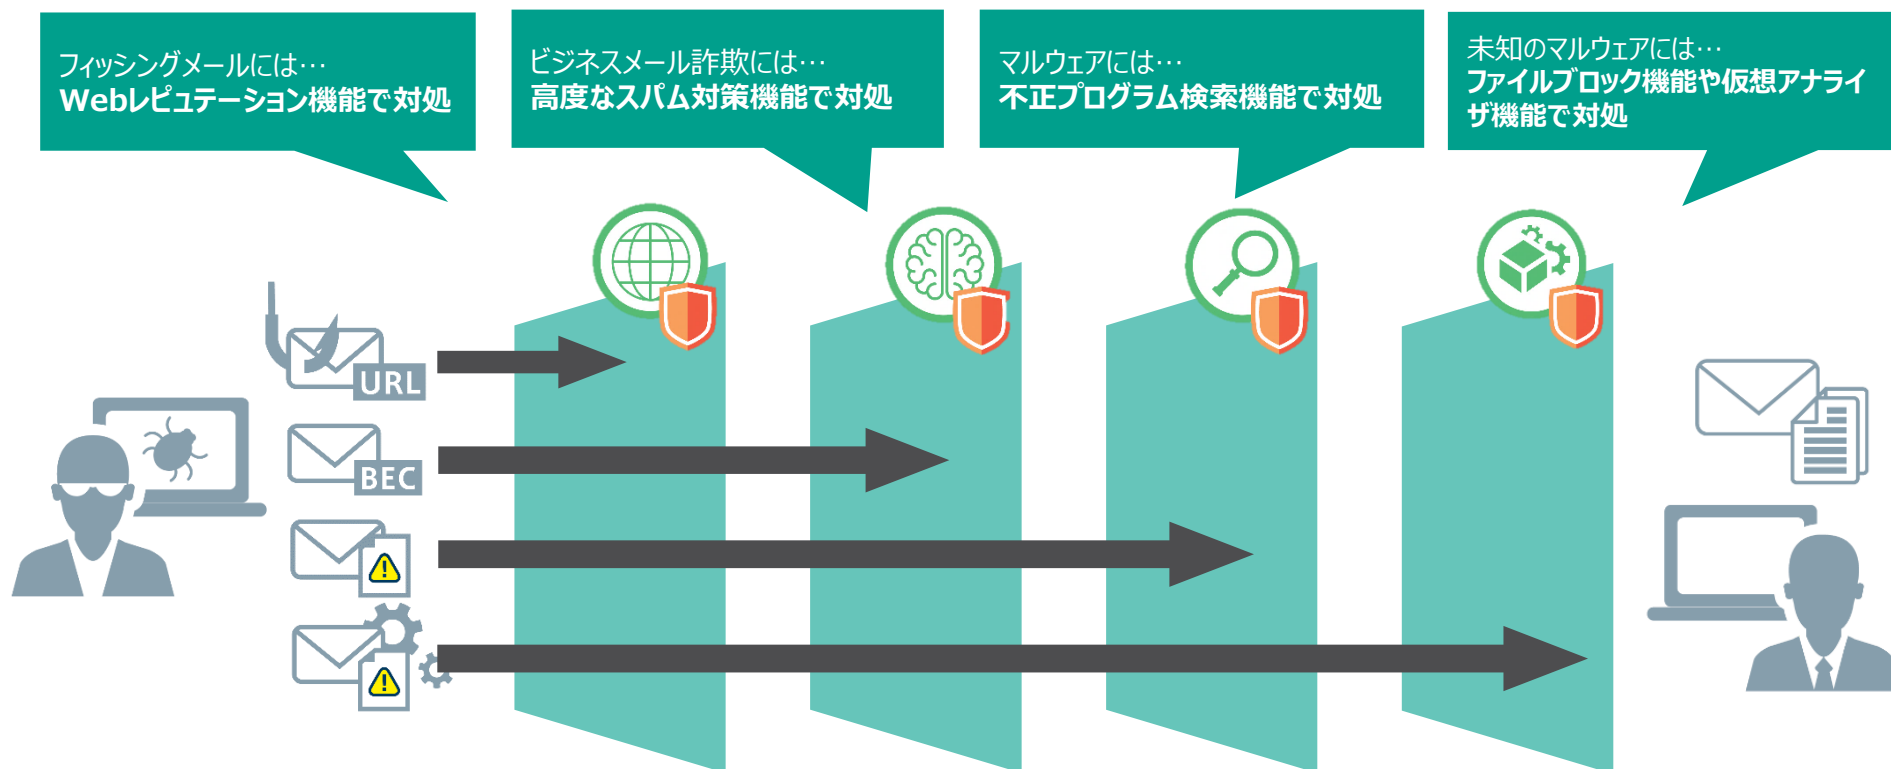 フィッシングメールには…
Webレピュテーション機能で対処
ビジネスメール詐欺には…
高度なスパム対策機能で対処
マルウェアには…
不正プログラム検索機能で対処
未知のマルウェアには…
ファイルブロック機能や仮想アナライ
ザ機能で対処
URL
BEC